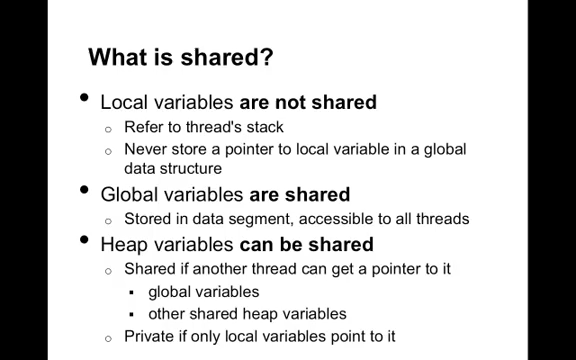 What is shared?
• Local variables are not shared
○ Refer to thread's stack
○ Never store a pointer to local variable in a global
data structure
• Global variables are shared
○ Stored in data segment, accessible to all threads
• Heap variables can be shared
○ Shared if another thread can get a pointer to it
▪ global variables
▪ other shared heap variables
○ Private if only local variables point to it